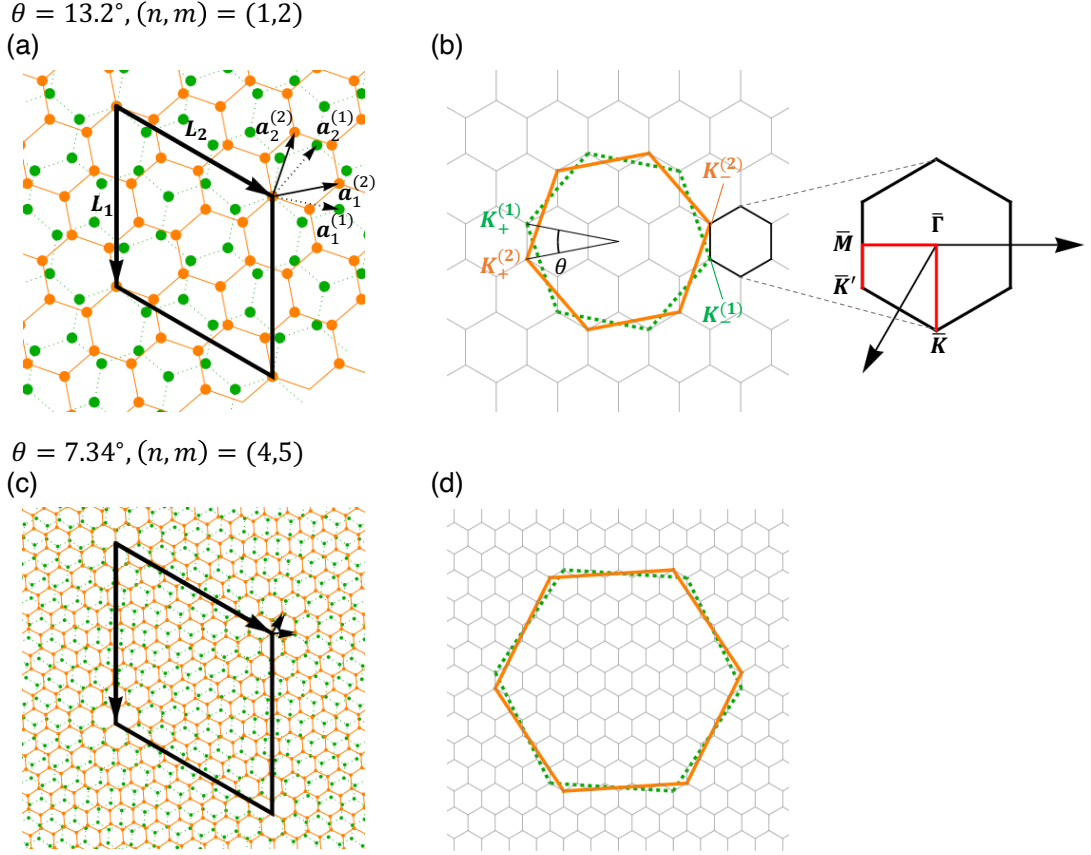 θ = 13.2°, (n, m) = (1,2)
(a)
(b)
L₂
a₂⁽²⁾
a₂⁽¹⁾
a₁⁽²⁾
a₁⁽¹⁾
L₁
K₊⁽¹⁾
K₊⁽²⁾
θ
K₋⁽²⁾
K₋⁽¹⁾
Γ̄
M̄
K̄′
K̄
θ = 7.34°, (n, m) = (4,5)
(c)
(d)